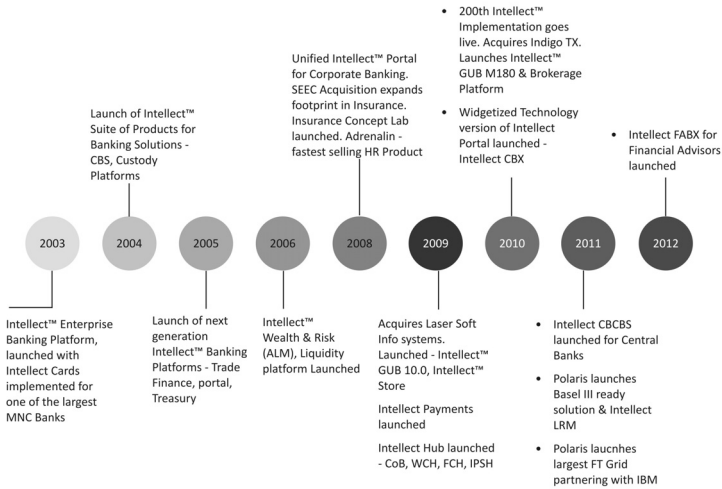 Launch of Intellect™
Suite of Products for
Banking Solutions -
CBS, Custody
Platforms
Unified Intellect™ Portal
for Corporate Banking.
SEEC Acquisition expands
footprint in Insurance.
Insurance Concept Lab
launched. Adrenalin -
fastest selling HR Product
• 200th Intellect™
Implementation goes
live. Acquires Indigo TX.
Launches Intellect™
GUB M180 & Brokerage
Platform
• Widgetized Technology
version of Intellect
Portal launched -
Intellect CBX
• Intellect FABX for
Financial Advisors
launched
2003 2004 2005 2006 2008 2009 2010 2011 2012
Intellect™ Enterprise
Banking Platform,
launched with
Intellect Cards
implemented for
one of the largest
MNC Banks
Launch of next
generation
Intellect™ Banking
Platforms - Trade
Finance, portal,
Treasury
Intellect™
Wealth & Risk
(ALM), Liquidity
platform Launched
Acquires Laser Soft
Info systems.
Launched - Intellect™
GUB 10.0, Intellect™
Store
Intellect Payments
launched
Intellect Hub launched
- CoB, WCH, FCH, IPSH
• Intellect CBCBS
launched for Central
Banks
• Polaris launches
Basel III ready
solution & Intellect
LRM
• Polaris laucnhes
largest FT Grid
partnering with IBM